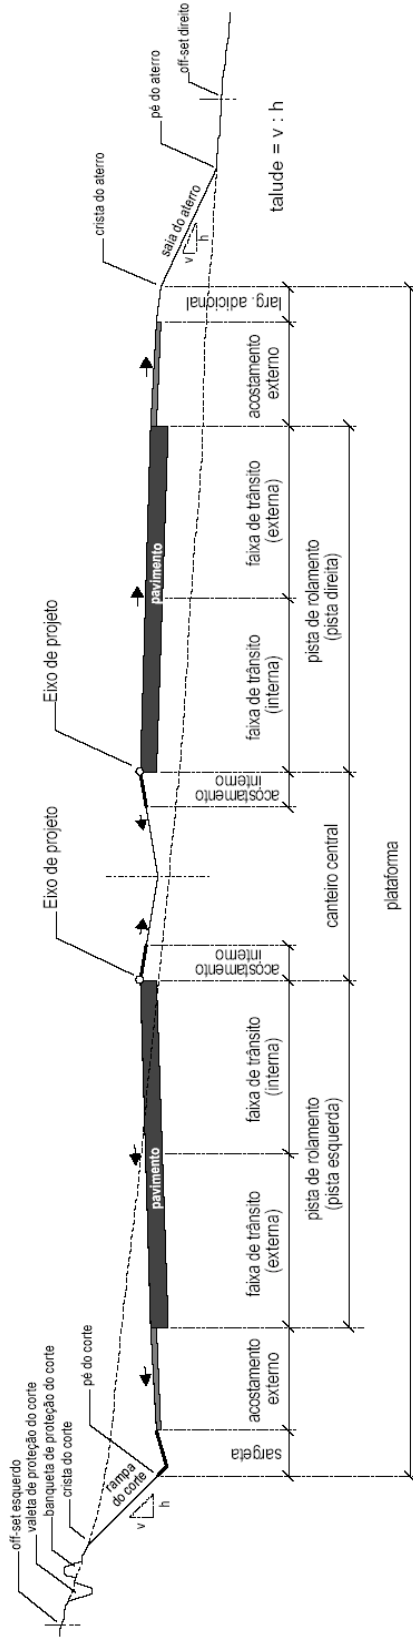 off-set esquerdo
valeta de proteção do corte
banqueta de proteção do corte
crista do corte
pé do corte
rampa
do corte
v
h
Eixo de projeto
Eixo de projeto
crista do aterro
pé do aterro
off-set direito
saia do aterro
v
h
talude = v : h
pavimento
pavimento
sargeta
acostamento
externo
faixa de trânsito
(externa)
faixa de trânsito
(interna)
acostamento
interno
acostamento
interno
faixa de trânsito
(interna)
faixa de trânsito
(externa)
acostamento
externo
larg. adicional
pista de rolamento
(pista esquerda)
canteiro central
pista de rolamento
(pista direita)
plataforma